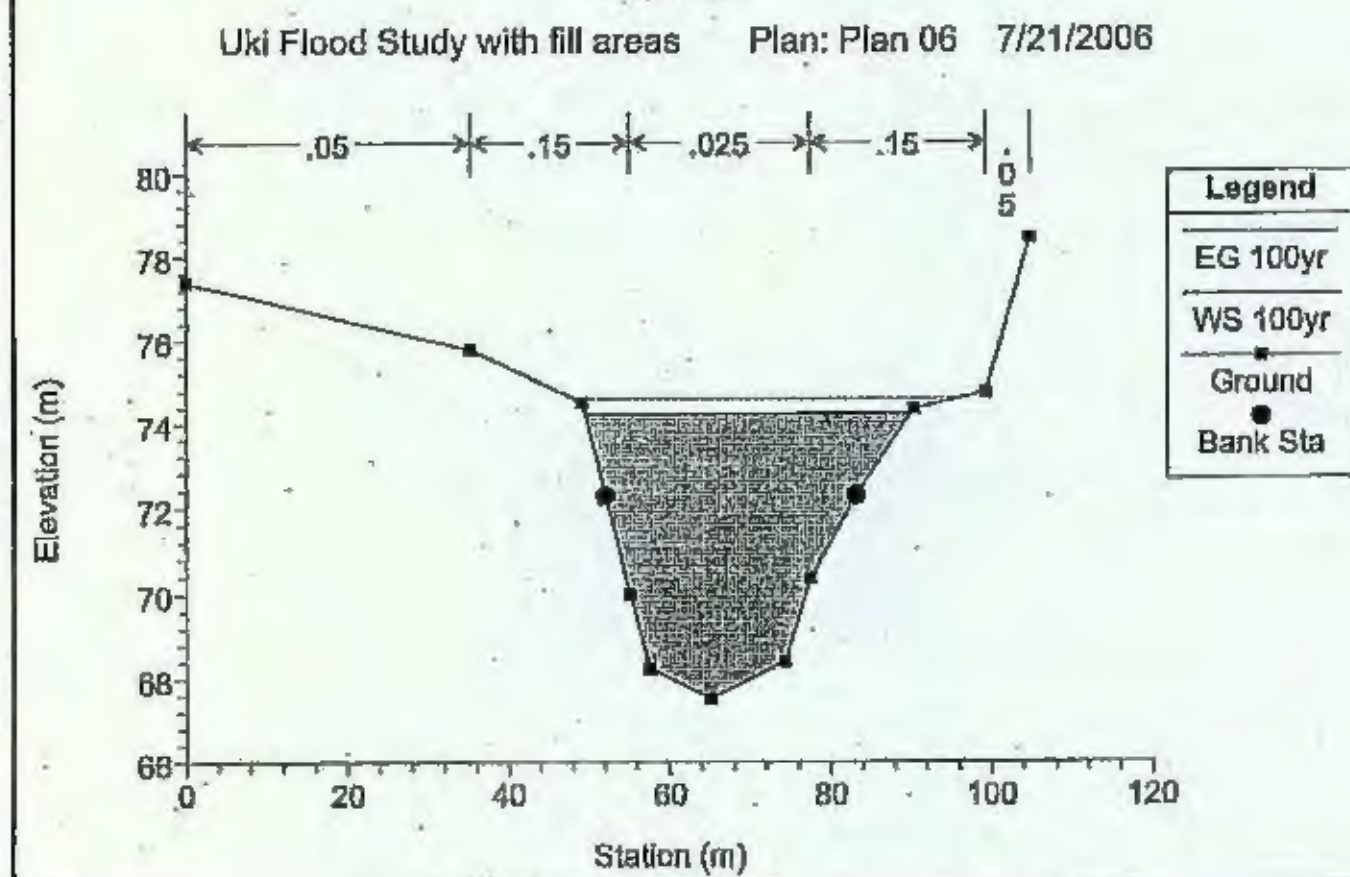 Uki Flood Study with fill areas Plan: Plan 06 7/21/2006
.05 .15 .025 .15 .05
80
78
76
74
72
70
68
66
Elevation (m)
0 20 40 60 80 100 120
Station (m)
Legend
EG 100yr
WS 100yr
Ground
Bank Sta